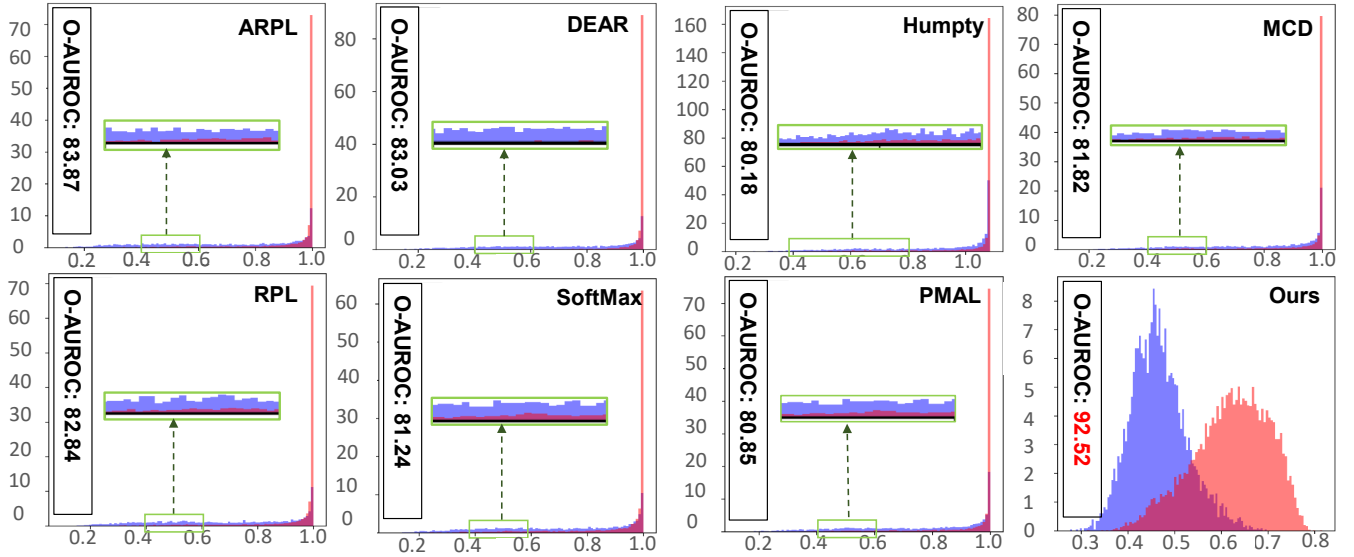 ARPL
O-AUROC: 83.87
70
60
50
40
30
20
10
0
0.2 0.4 0.6 0.8 1.0
DEAR
O-AUROC: 83.03
80
60
40
20
0
0.2 0.4 0.6 0.8 1.0
Humpty
O-AUROC: 80.18
160
140
120
100
80
60
40
20
0
0.2 0.4 0.6 0.8 1.0
MCD
O-AUROC: 81.82
80
70
60
50
40
30
20
10
0
0.2 0.4 0.6 0.8 1.0
RPL
O-AUROC: 82.84
70
60
50
40
30
20
10
0
0.2 0.4 0.6 0.8 1.0
SoftMax
O-AUROC: 81.24
60
50
40
30
20
10
0
0.2 0.4 0.6 0.8 1.0
PMAL
O-AUROC: 80.85
70
60
50
40
30
20
10
0
0.2 0.4 0.6 0.8 1.0
Ours
O-AUROC: 92.52
8
7
6
5
4
3
2
1
0
0.3 0.4 0.5 0.6 0.7 0.8